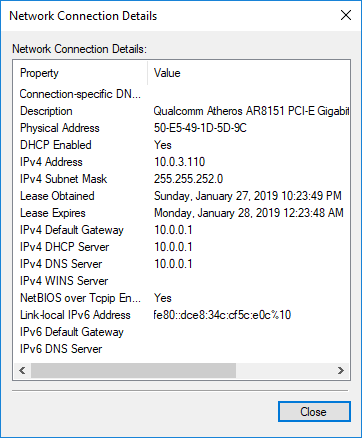 Network Connection Details
Network Connection Details:
Property Value
Connection-specific DN...
Description Qualcomm Atheros AR8151 PCI-E Gigabit
Physical Address 50-E5-49-1D-5D-9C
DHCP Enabled Yes
IPv4 Address 10.0.3.110
IPv4 Subnet Mask 255.255.252.0
Lease Obtained Sunday, January 27, 2019 10:23:49 PM
Lease Expires Monday, January 28, 2019 12:23:48 AM
IPv4 Default Gateway 10.0.0.1
IPv4 DHCP Server 10.0.0.1
IPv4 DNS Server 10.0.0.1
IPv4 WINS Server
NetBIOS over Tcpip En... Yes
Link-local IPv6 Address fe80::dce8:34c:cf5c:e0c%10
IPv6 Default Gateway
IPv6 DNS Server
Close